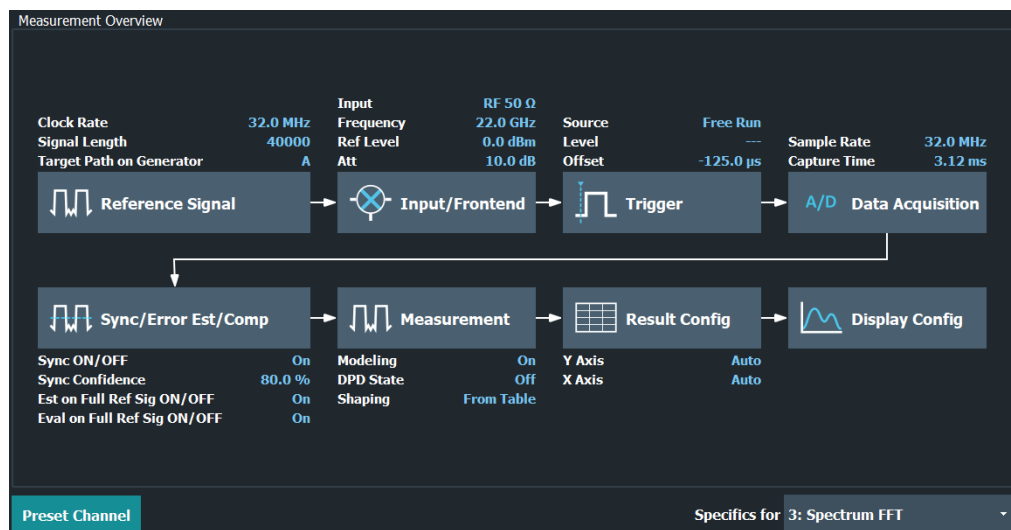 Measurement Overview
Input RF 50 Ω
Clock Rate 32.0 MHz Frequency 22.0 GHz Source Free Run
Signal Length 40000 Ref Level 0.0 dBm Level --- Sample Rate 32.0 MHz
Target Path on Generator A Att 10.0 dB Offset -125.0 µs Capture Time 3.12 ms
Reference Signal Input/Frontend Trigger A/D Data Acquisition
Sync/Error Est/Comp Measurement Result Config Display Config
Sync ON/OFF On Modeling On Y Axis Auto
Sync Confidence 80.0 % DPD State Off X Axis Auto
Est on Full Ref Sig ON/OFF On Shaping From Table
Eval on Full Ref Sig ON/OFF On
Preset Channel Specifics for 3: Spectrum FFT